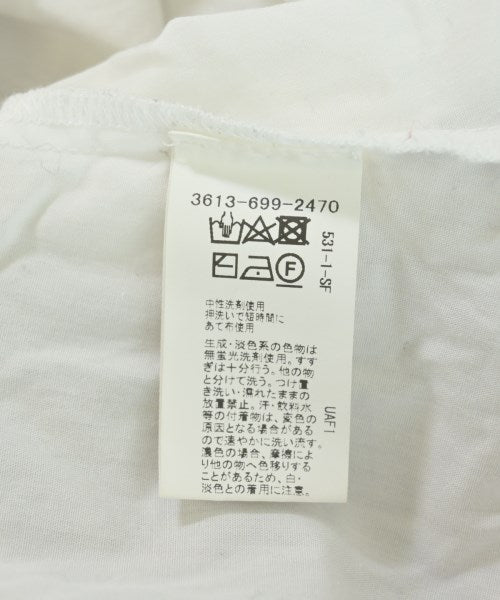 3613-699-2470
531-1-SF
F
中性洗剤使用
押洗いで短時間に
あて布使用
生成・淡色系の色物は
無蛍光洗剤使用。すす
ぎは十分行う。他の物
と分けて洗う。つけ置
き洗い・濡れたままの
放置禁止。汗・飲料水
等の付着物は、変色の
原因となる場合がある
ので速やかに洗い流す。
濃色の場合、摩擦によ
り他の物へ色移りする
ことがあるため、白・
淡色との着用に注意。
UAF1